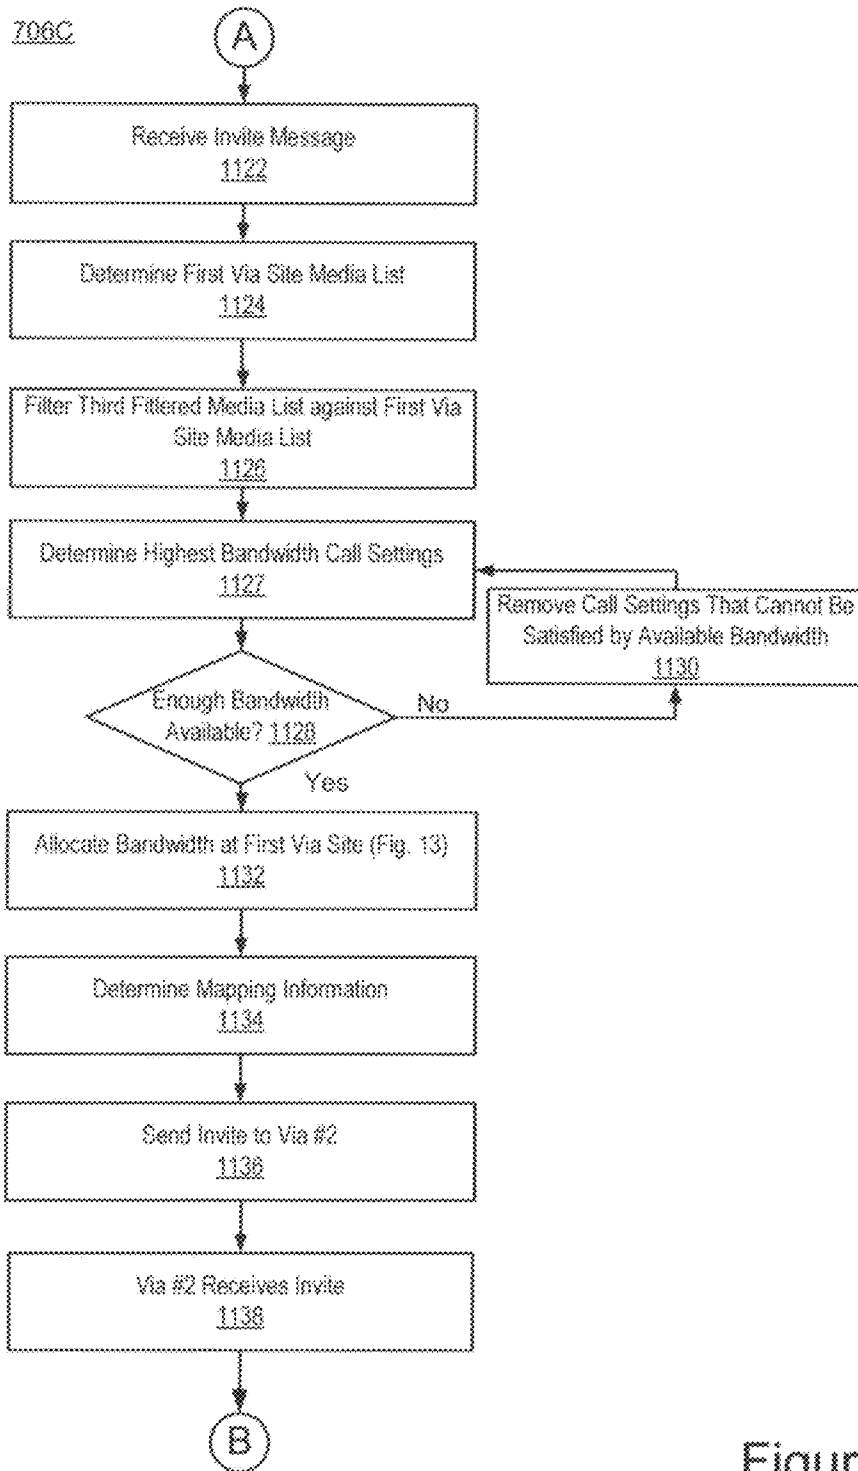 706C
A
Receive Invite Message
1122
Determine First Via Site Media List
1124
Filter Third Filtered Media List against First Via
Site Media List
1126
Determine Highest Bandwidth Call Settings
1127
Remove Call Settings That Cannot Be
Satisfied by Available Bandwidth
1130
Enough Bandwidth
Available? 1128
No
Yes
Allocate Bandwidth at First Via Site (Fig. 13)
1132
Determine Mapping Information
1134
Send Invite to Via #2
1136
Via #2 Receives Invite
1138
B
Figur